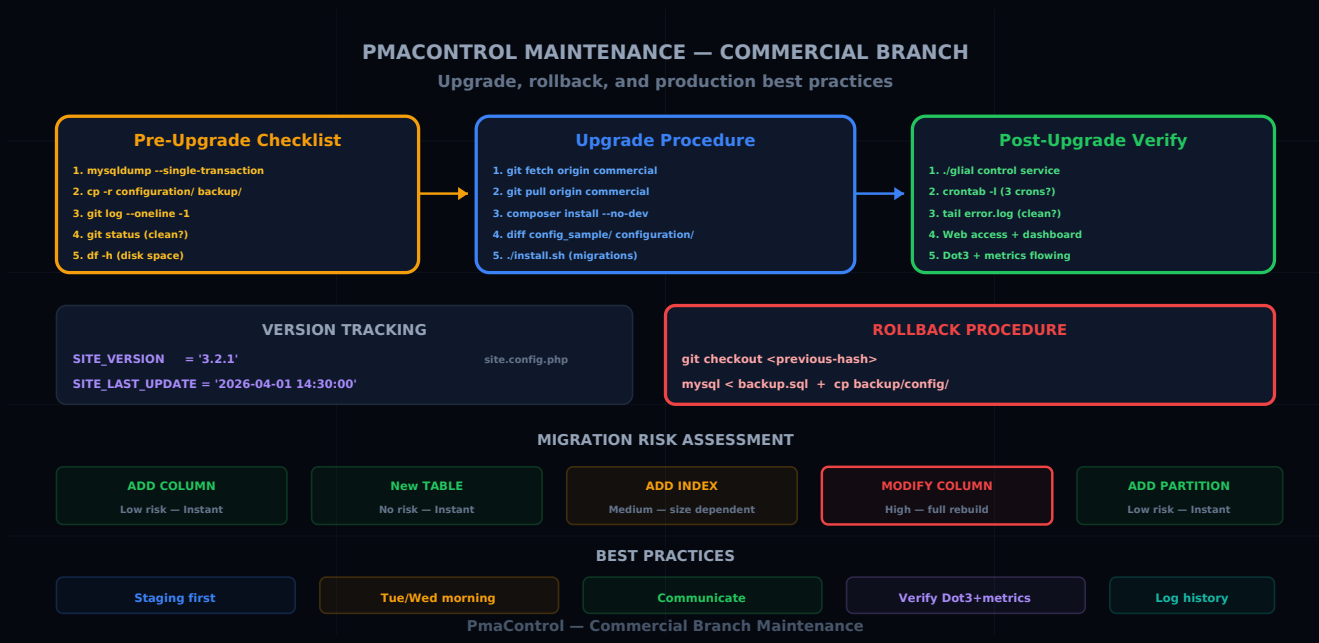 PMACONTROL MAINTENANCE — COMMERCIAL BRANCH
Upgrade, rollback, and production best practices
Pre-Upgrade Checklist
1. mysqldump --single-transaction
2. cp -r configuration/ backup/
3. git log --oneline -1
4. git status (clean?)
5. df -h (disk space)
Upgrade Procedure
1. git fetch origin commercial
2. git pull origin commercial
3. composer install --no-dev
4. diff config_sample/ configuration/
5. ./install.sh (migrations)
Post-Upgrade Verify
1. ./glial control service
2. crontab -l (3 crons?)
3. tail error.log (clean?)
4. Web access + dashboard
5. Dot3 + metrics flowing
VERSION TRACKING
SITE_VERSION = '3.2.1'
site.config.php
SITE_LAST_UPDATE = '2026-04-01 14:30:00'
ROLLBACK PROCEDURE
git checkout <previous-hash>
mysql < backup.sql + cp backup/config/
MIGRATION RISK ASSESSMENT
ADD COLUMN
Low risk — Instant
New TABLE
No risk — Instant
ADD INDEX
Medium — size dependent
MODIFY COLUMN
High — full rebuild
ADD PARTITION
Low risk — Instant
BEST PRACTICES
Staging first
Tue/Wed morning
Communicate
Verify Dot3+metrics
Log history
PmaControl — Commercial Branch Maintenance